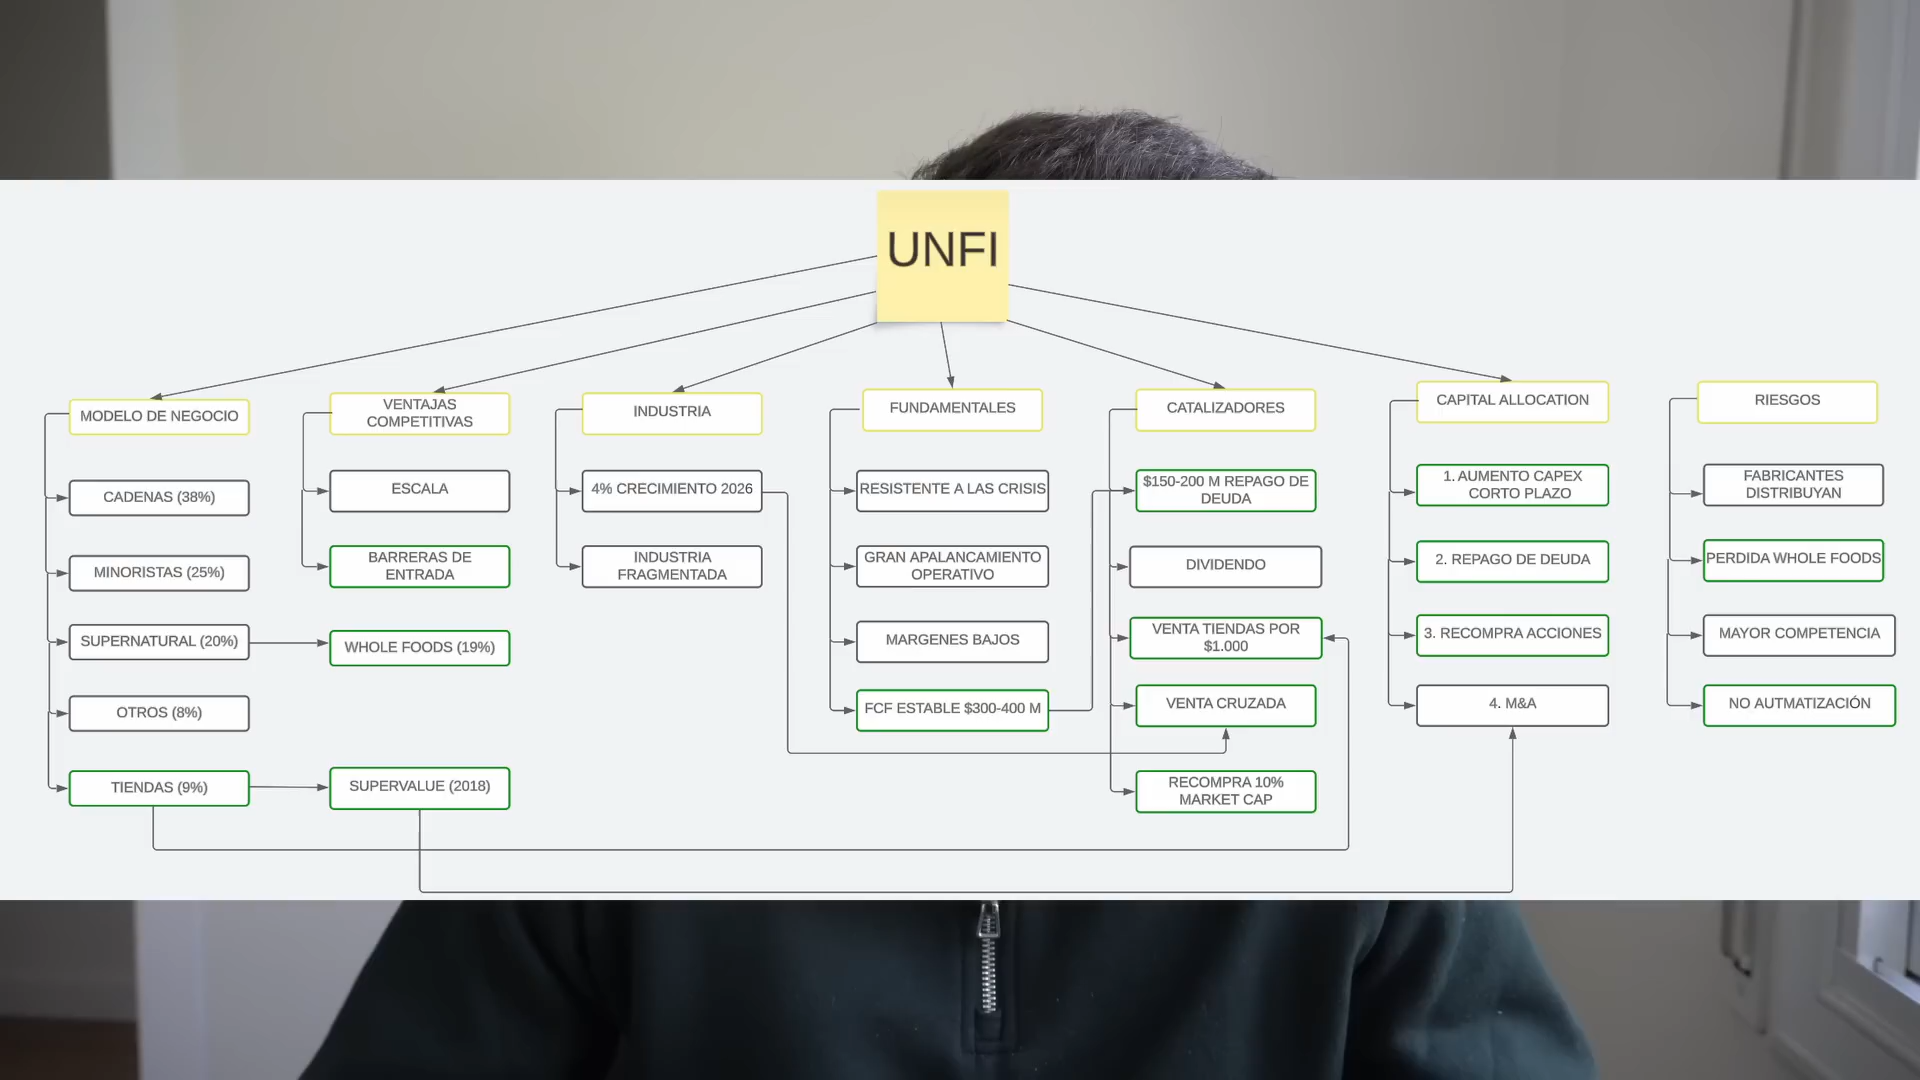 UNFI
MODELO DE NEGOCIO
CADENAS (38%)
MINORISTAS (25%)
SUPERNATURAL (20%)
OTROS (8%)
TIENDAS (9%)
VENTAJAS
COMPETITIVAS
ESCALA
BARRERAS DE
ENTRADA
WHOLE FOODS (19%)
SUPERVALUE (2018)
INDUSTRIA
4% CRECIMIENTO 2026
INDUSTRIA
FRAGMENTADA
FUNDAMENTALES
RESISTENTE A LAS CRISIS
GRAN APALANCAMIENTO
OPERATIVO
MARGENES BAJOS
FCF ESTABLE $300-400 M
CATALIZADORES
$150-200 M REPAGO DE
DEUDA
DIVIDENDO
VENTA TIENDAS POR
$1.000
VENTA CRUZADA
RECOMPRA 10%
MARKET CAP
CAPITAL ALLOCATION
1. AUMENTO CAPEX
CORTO PLAZO
2. REPAGO DE DEUDA
3. RECOMPRA ACCIONES
4. M&A
RIESGOS
FABRICANTES
DISTRIBUYAN
PERDIDA WHOLE FOODS
MAYOR COMPETENCIA
NO AUTMATIZACIÓN